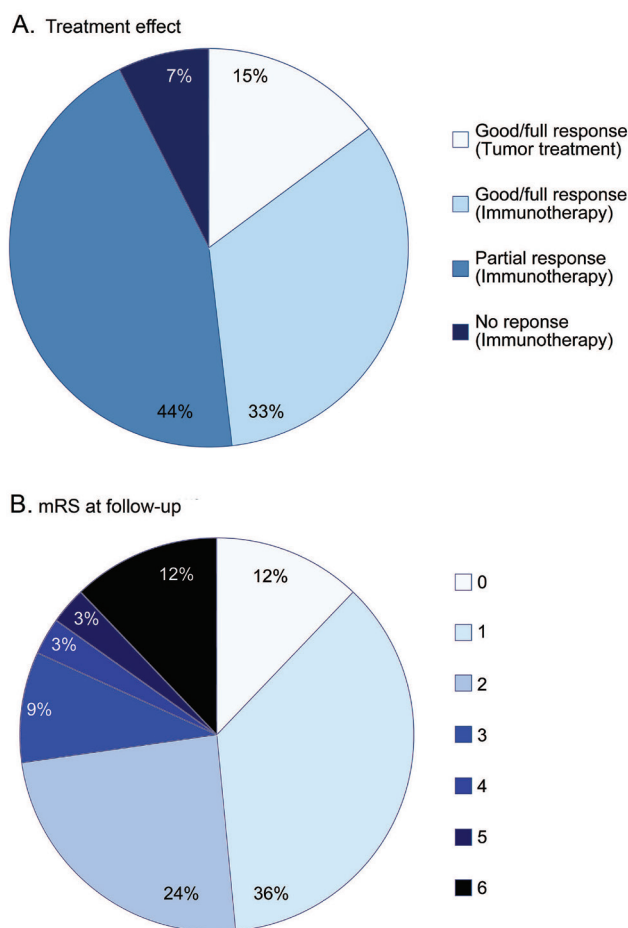 A. Treatment effect
7%
15%
44%
33%
Good/full response
(Tumor treatment)
Good/full response
(Immunotherapy)
Partial response
(Immunotherapy)
No reponse
(Immunotherapy)
B. mRS at follow-up
12%
12%
3%
3%
9%
24%
36%
0
1
2
3
4
5
6